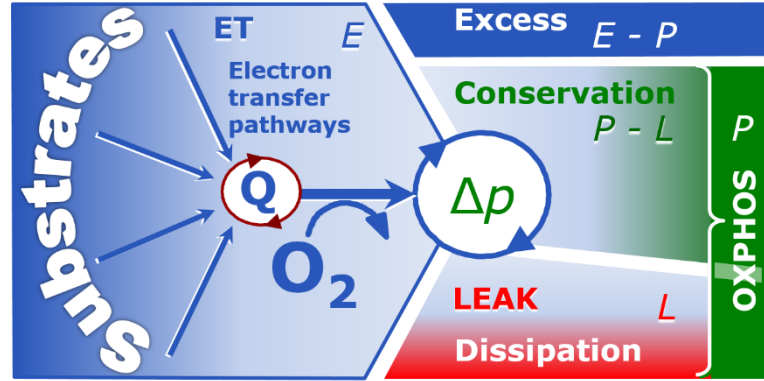 Substrates
ET E
Electron
transfer
pathways
Q
O2
Δp
Excess E - P
Conservation
P - L
LEAK L
Dissipation
P
OXPHOS